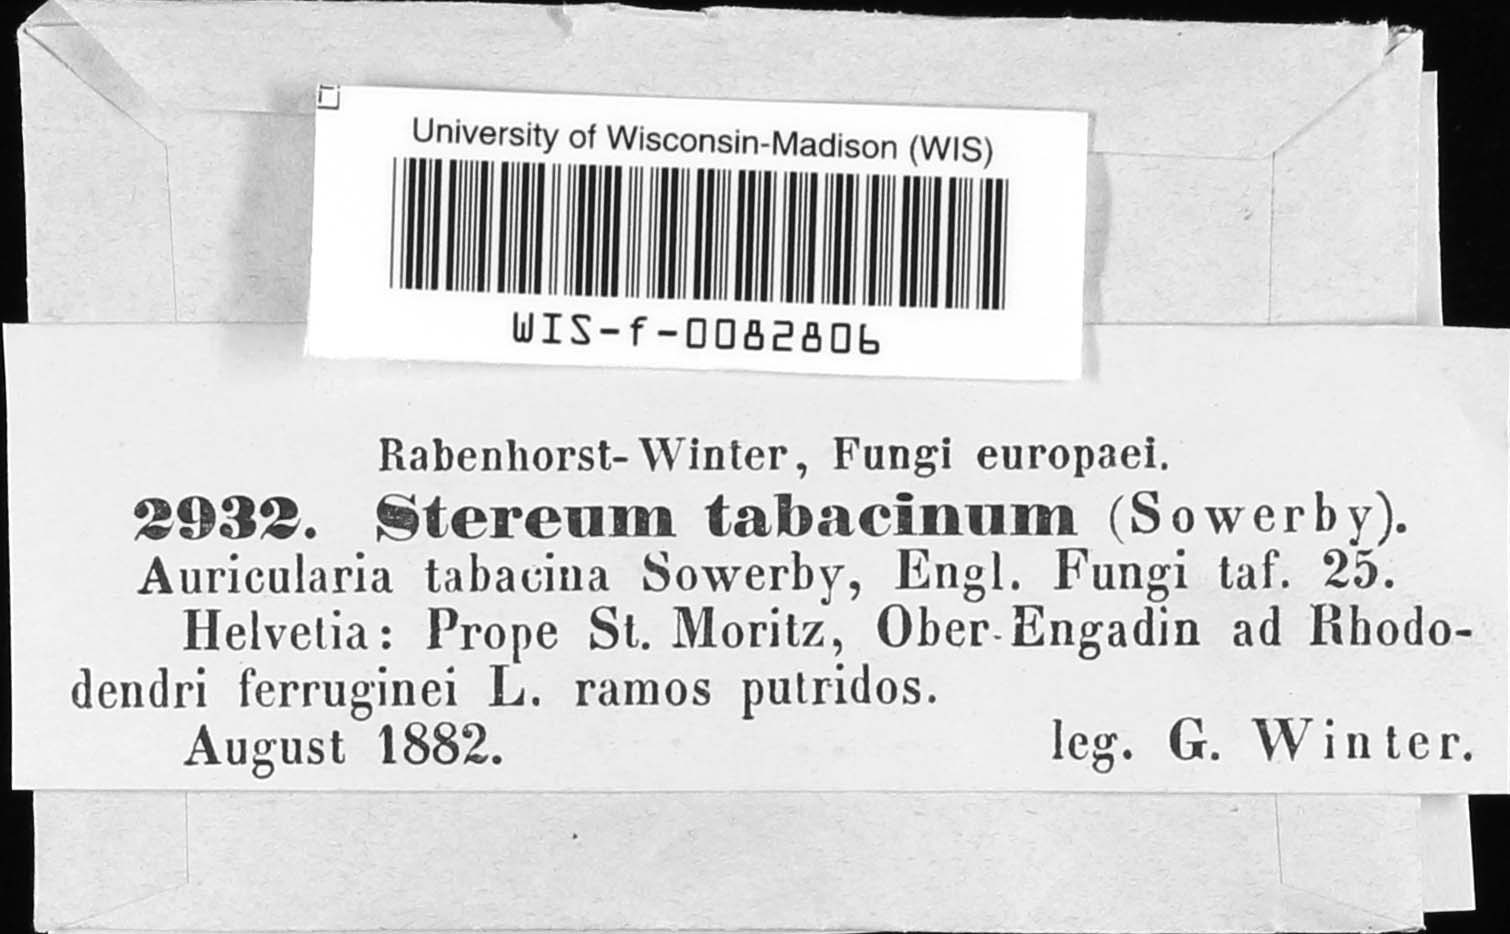 University of Wisconsin-Madison (WIS)
WIS-f-0082806
Rabenhorst-Winter, Fungi europaei.
2932. Stereum tabacinum (Sowerby).
Auricularia tabacina Sowerby, Engl. Fungi taf. 25.
Helvetia: Prope St. Moritz, Ober-Engadin ad Rhodo-
dendri ferruginei L. ramos putridos.
August 1882. leg. G. Winter.